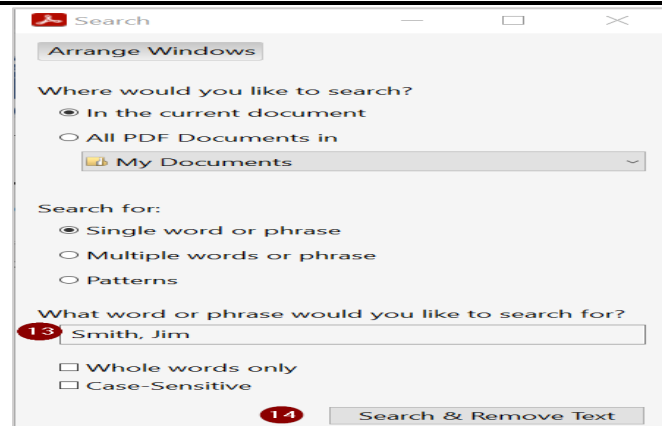 Search
Arrange Windows
Where would you like to search?
In the current document
All PDF Documents in
My Documents
Search for:
Single word or phrase
Multiple words or phrase
Patterns
What word or phrase would you like to search for?
13 Smith, Jim
Whole words only
Case-Sensitive
14 Search & Remove Text